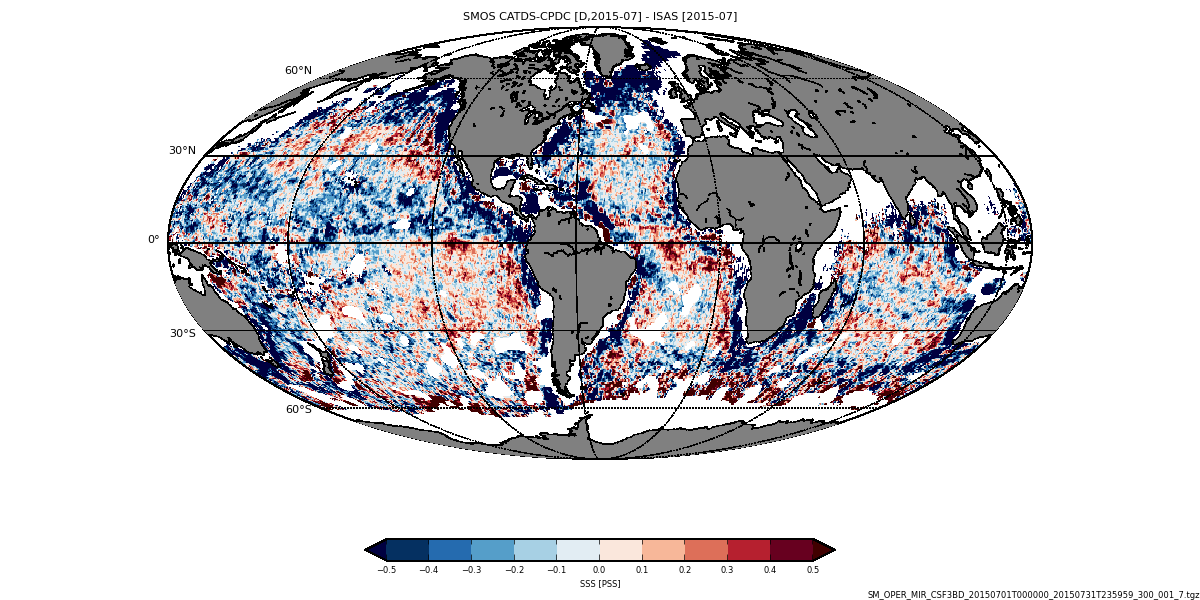 SMOS CATDS-CPDC [D,2015-07] - ISAS [2015-07]
60°N
30°N
0°
30°S
60°S
−0.5 −0.4 −0.3 −0.2 −0.1 0.0 0.1 0.2 0.3 0.4 0.5
SSS [PSS]
SM_OPER_MIR_CSF3BD_20150701T000000_20150731T235959_300_001_7.tgz